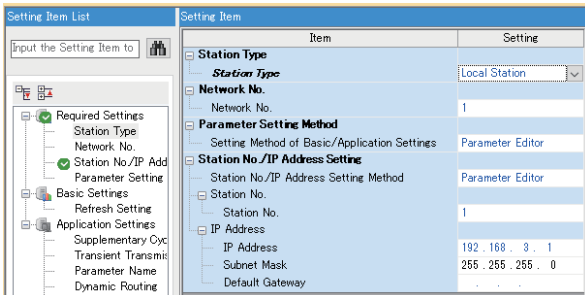 Setting Item List
Input the Setting Item to
Required Settings
Station Type
Network No.
Station No./IP Add
Parameter Setting
Basic Settings
Refresh Setting
Application Settings
Supplementary Cyc
Transient Transmis
Parameter Name
Dynamic Routing
Setting Item
Item Setting
Station Type
Station Type Local Station
Network No.
Network No. 1
Parameter Setting Method
Setting Method of Basic/Application Settings Parameter Editor
Station No./IP Address Setting
Station No./IP Address Setting Method Parameter Editor
Station No.
Station No. 1
IP Address
IP Address 192 . 168 . 3 . 1
Subnet Mask 255 . 255 . 255 . 0
Default Gateway . . .